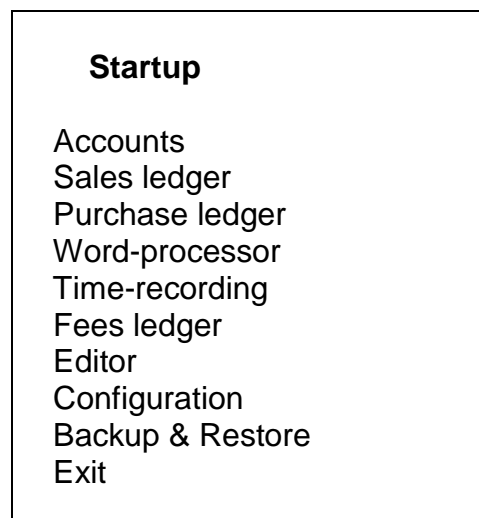 Startup
Accounts
Sales ledger
Purchase ledger
Word-processor
Time-recording
Fees ledger
Editor
Configuration
Backup & Restore
Exit